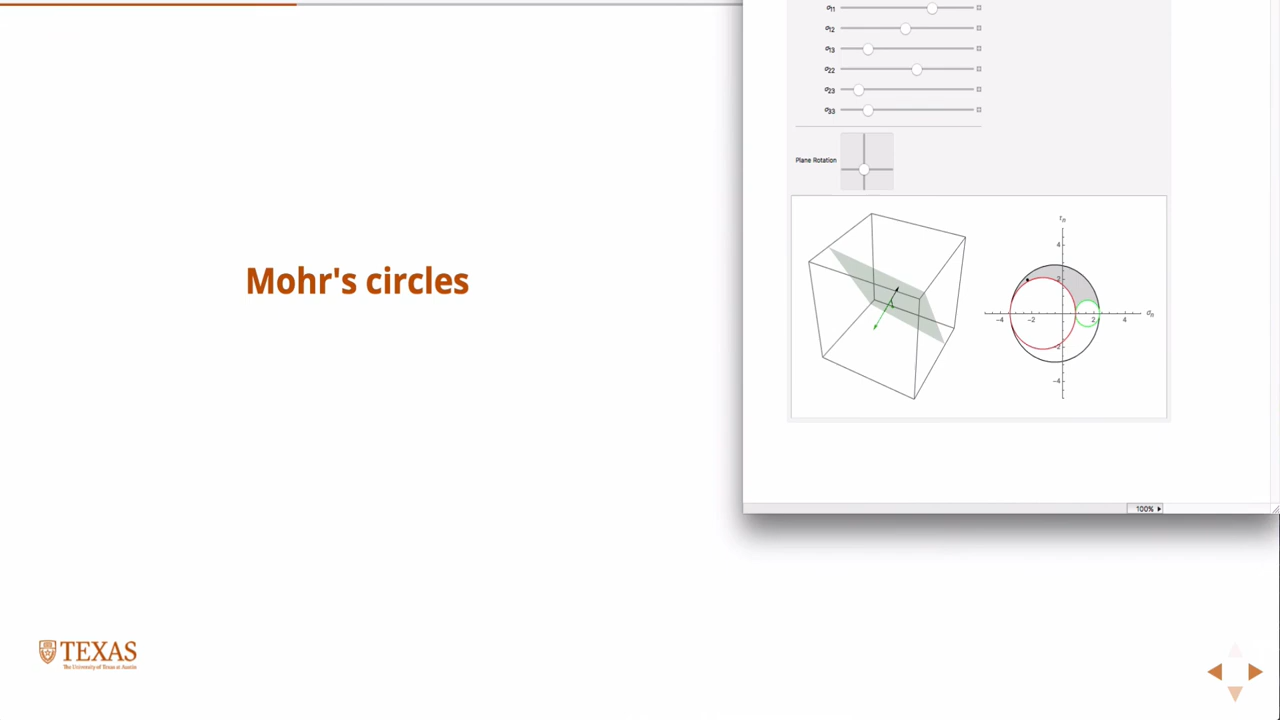 σ11
σ12
σ13
σ22
σ23
σ33
Plane Rotation
Mohr's circles
τn
4
2
-4 -2 2 4 σn
-2
-4
100%
TEXAS
The University of Texas at Austin